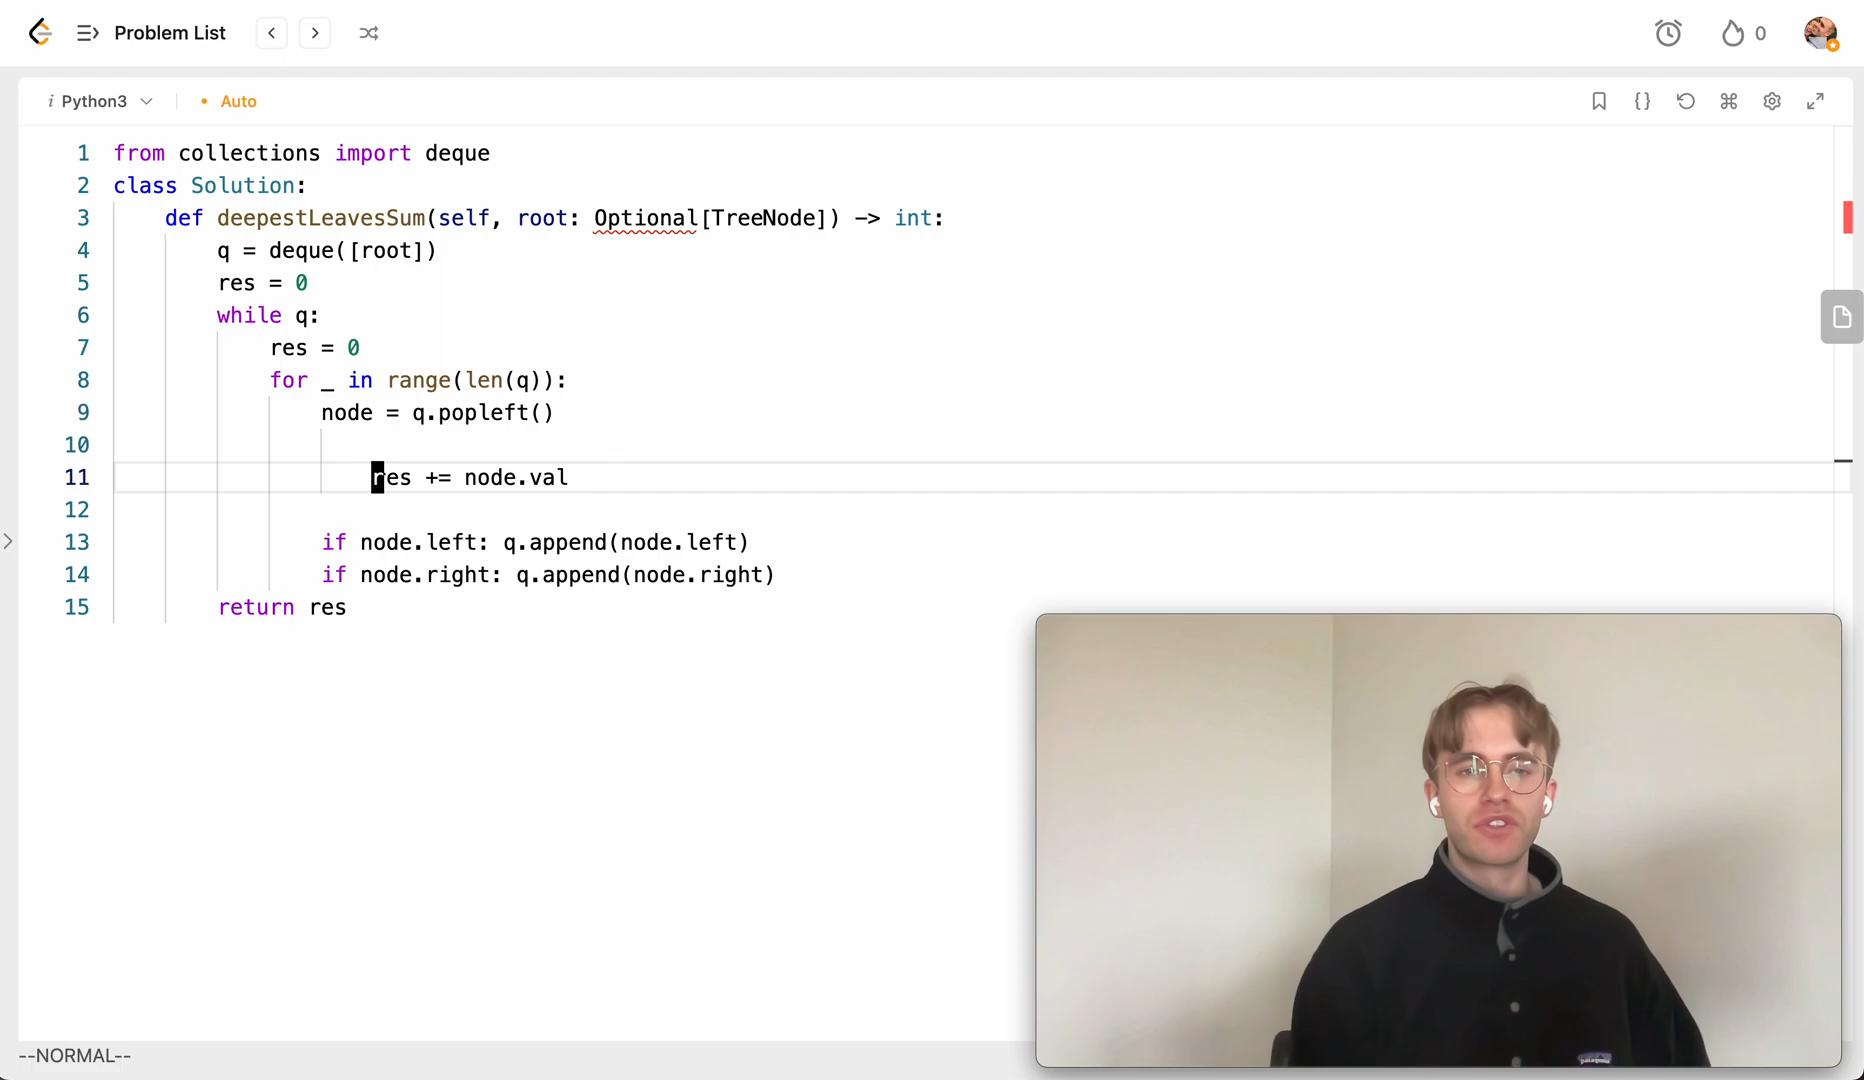 Problem List
0
i Python3
• Auto
1 from collections import deque
2 class Solution:
3 def deepestLeavesSum(self, root: Optional[TreeNode]) -> int:
4 q = deque([root])
5 res = 0
6 while q:
7 res = 0
8 for _ in range(len(q)):
9 node = q.popleft()
10
11 res += node.val
12
13 if node.left: q.append(node.left)
14 if node.right: q.append(node.right)
15 return res
--NORMAL--